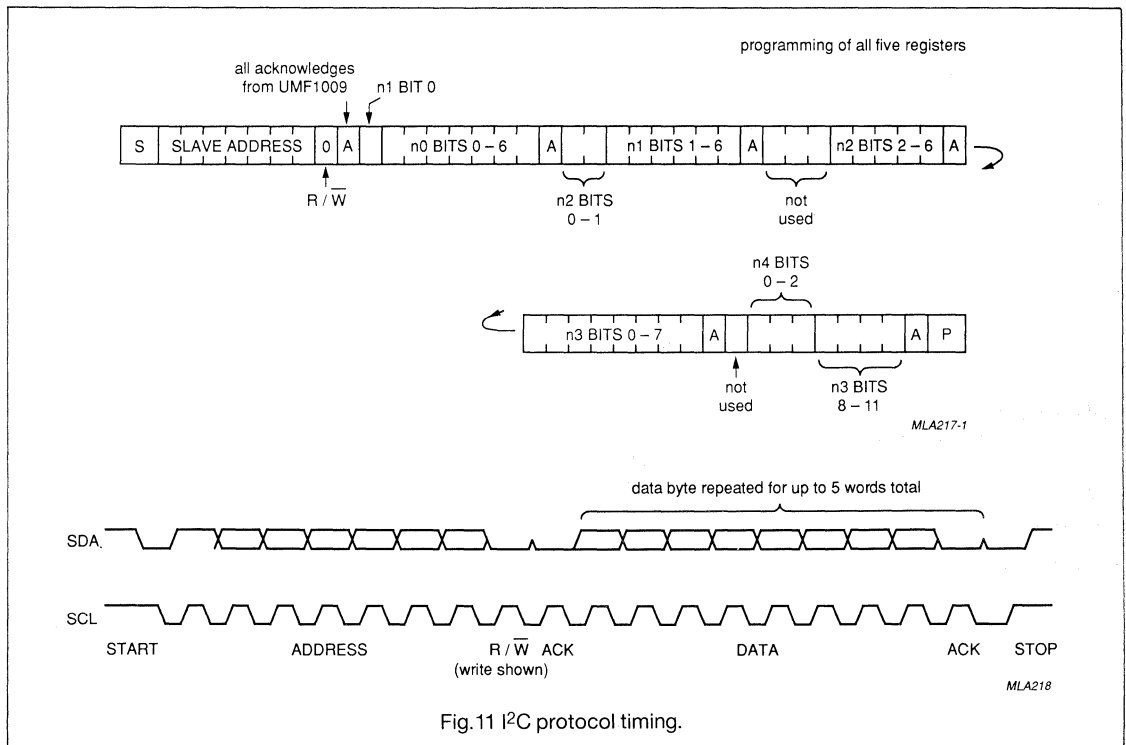 programming of all five registers
all acknowledges
from UMF1009
n1 BIT 0
S SLAVE ADDRESS 0 A n0 BITS 0 – 6 A n1 BITS 1 – 6 A n2 BITS 2 – 6 A
R / W̅
n2 BITS
0 – 1
not
used
n4 BITS
0 – 2
n3 BITS 0 – 7 A A P
not
used
n3 BITS
8 – 11
MLA217-1
data byte repeated for up to 5 words total
SDA
SCL
START ADDRESS R / W̅ ACK DATA ACK STOP
(write shown)
MLA218
Fig.11 I²C protocol timing.